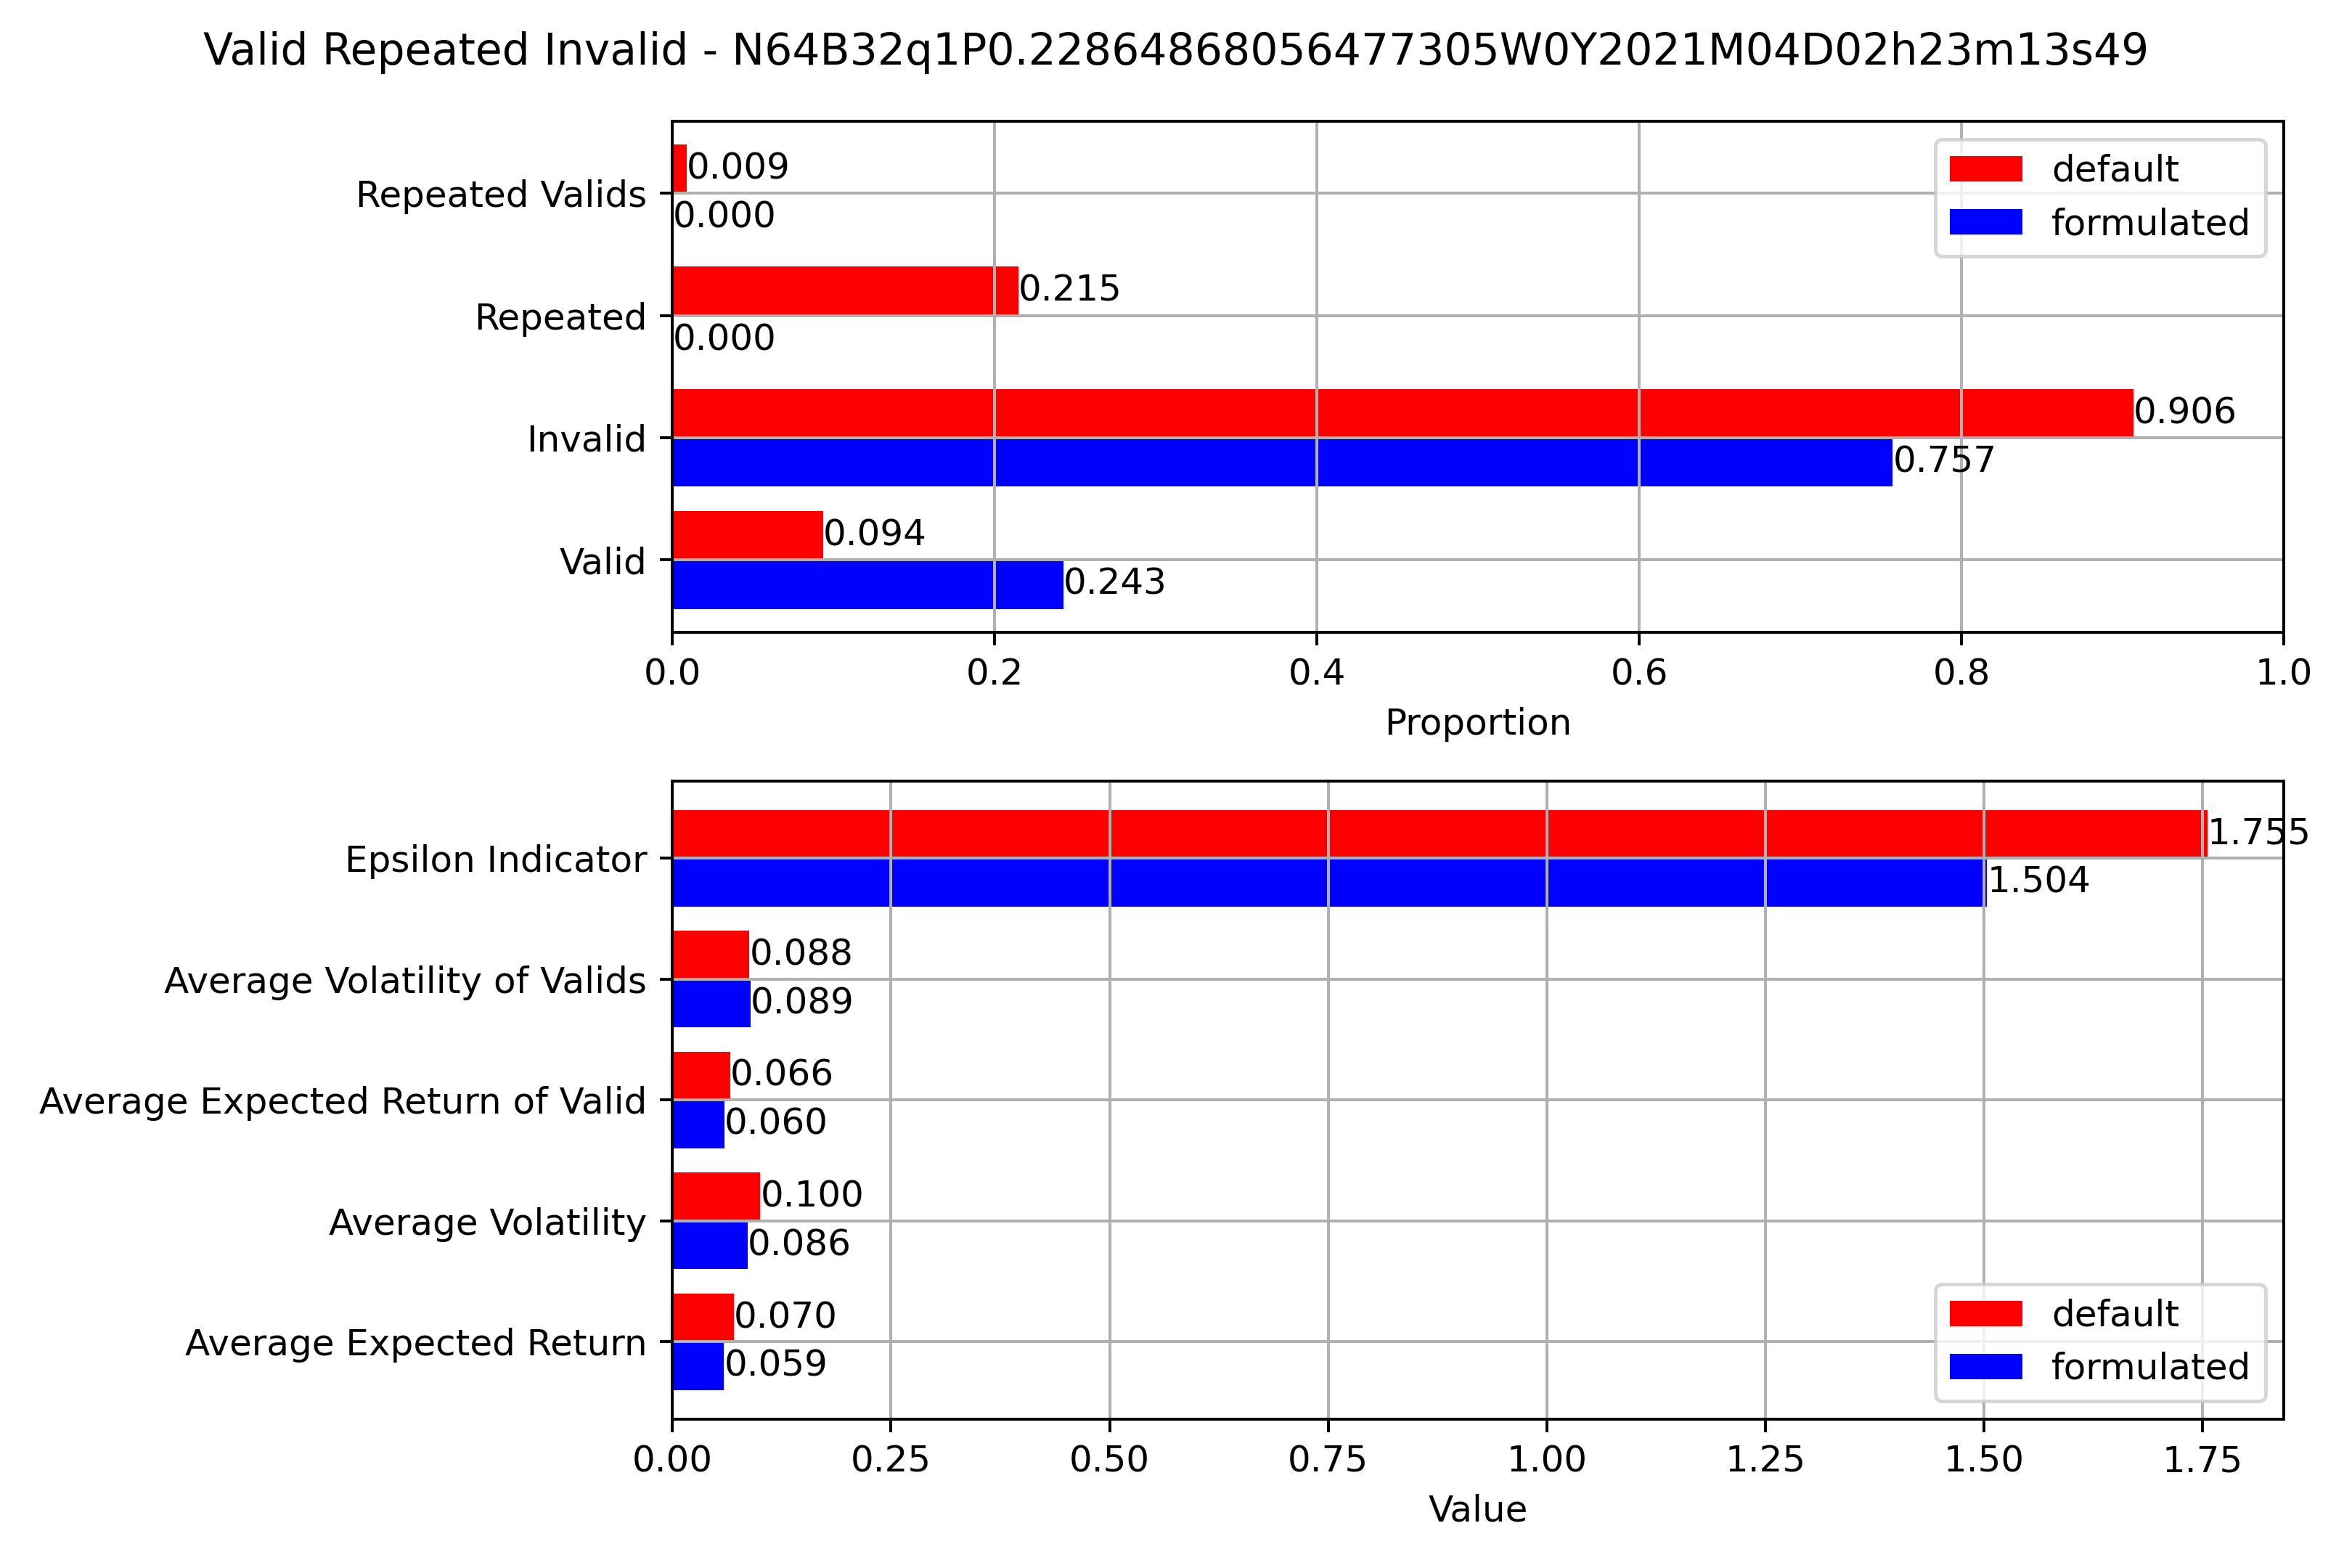 Valid Repeated Invalid - N64B32q1P0.22864868056477305W0Y2021M04D02h23m13s49
Repeated Valids
0.009
0.000
default
formulated
Repeated
0.215
0.000
Invalid
0.906
0.757
Valid
0.094
0.243
0.0 0.2 0.4 0.6 0.8 1.0
Proportion
Epsilon Indicator
1.755
1.504
Average Volatility of Valids
0.088
0.089
Average Expected Return of Valid
0.066
0.060
Average Volatility
0.100
0.086
Average Expected Return
0.070
0.059
default
formulated
0.00 0.25 0.50 0.75 1.00 1.25 1.50 1.75
Value